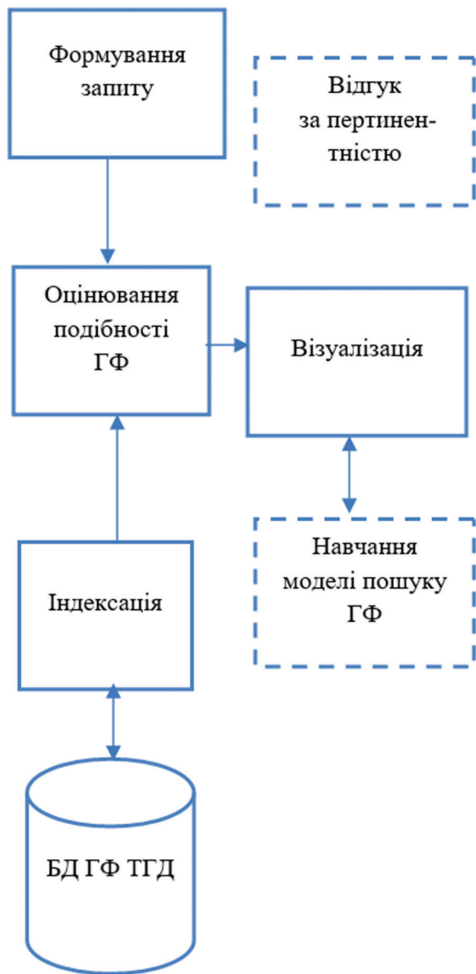 Формування
запиту
Відгук
за пертинен-
тністю
Оцінювання
подібності
ГФ
Візуалізація
Навчання
моделі пошуку
ГФ
Індексація
БД ГФ ТГД